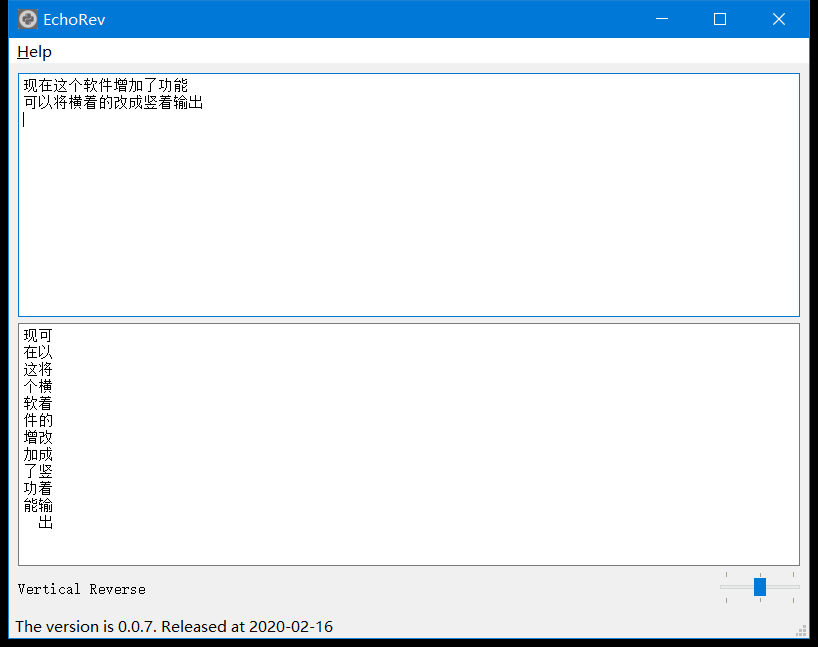 EchoRev
Help
现在这个软件增加了功能
可以将横着的改成竖着输出
现可
在以
这将
个横
软着
件的
增改
加成
了竖
功着
能输
　出
Vertical Reverse
The version is 0.0.7. Released at 2020-02-16